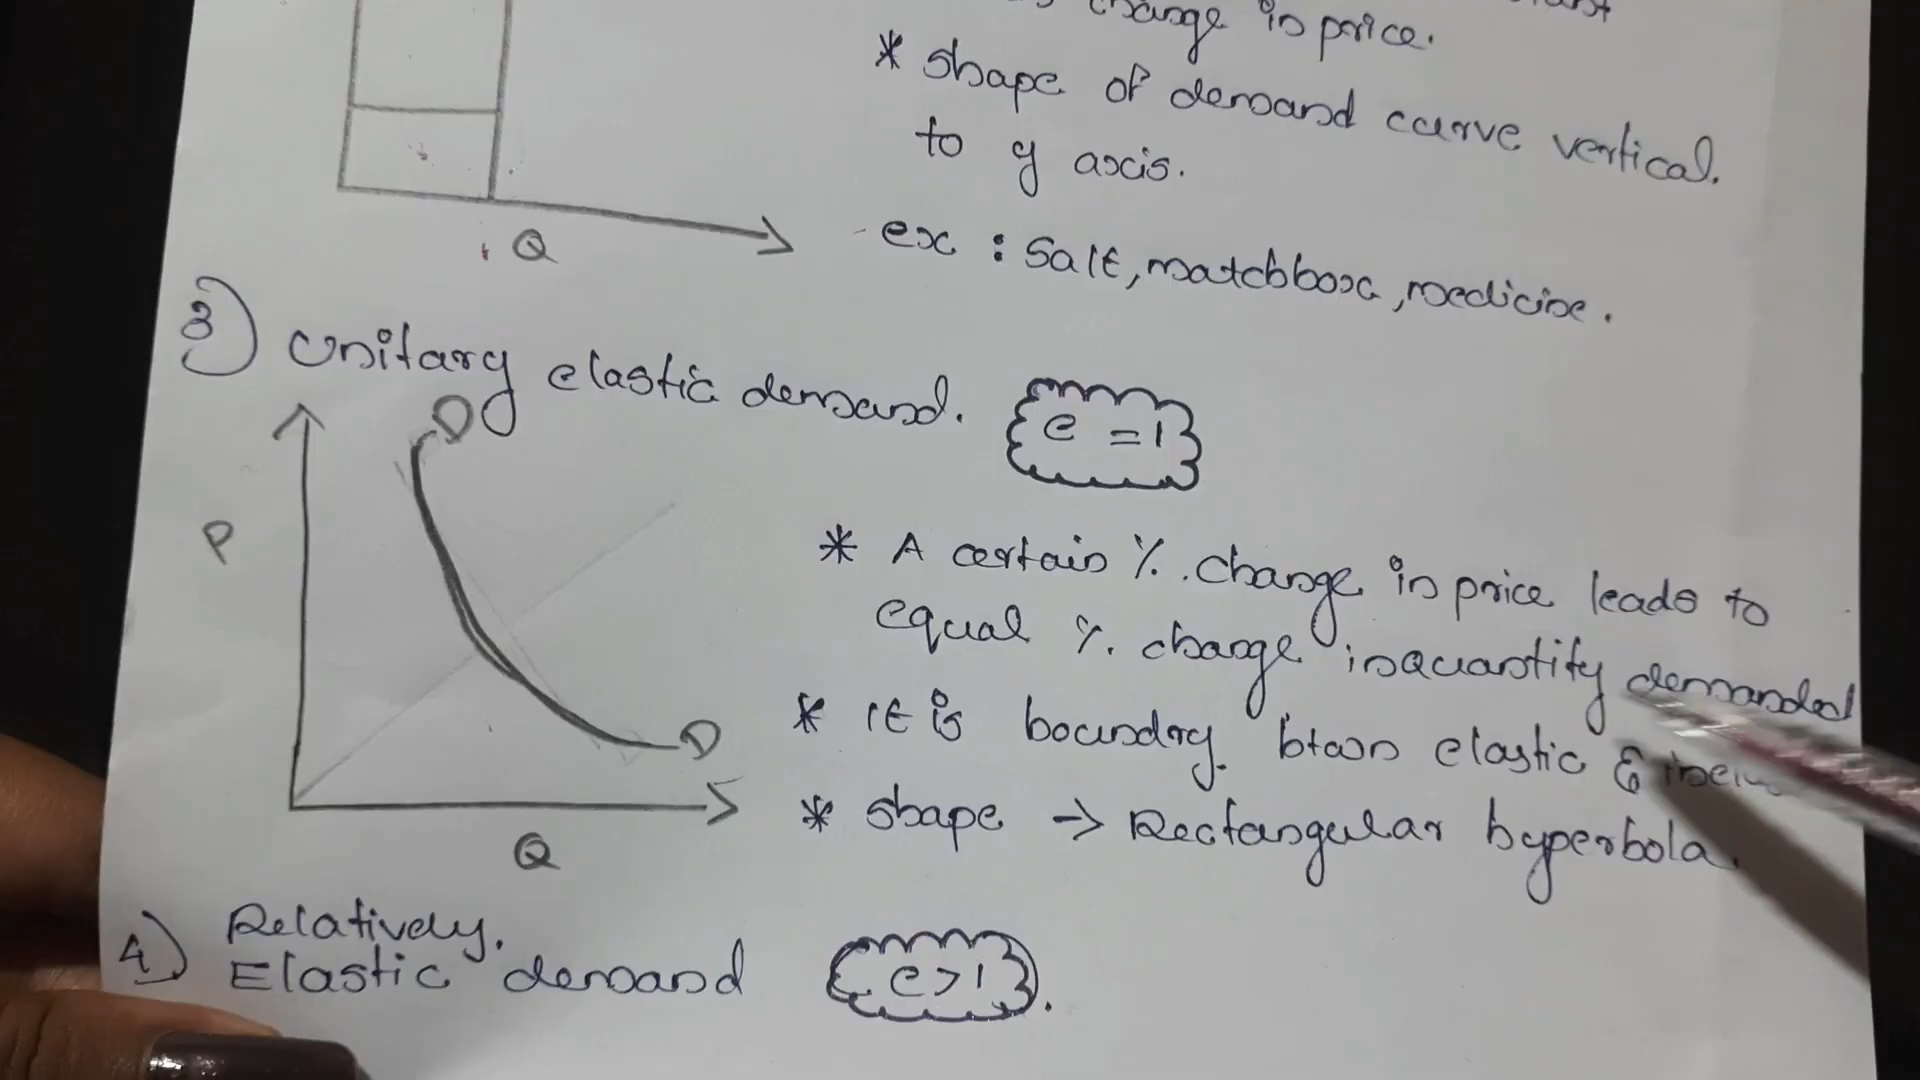 change in price.
* shape of demand curve vertical
to y axis.
ex : Salt, matchbox, medicine.
Q
3) Unitary elastic demand.
e = 1
D
P
* A certain %. change in price leads to
equal %. change in quantity demanded
* it is boundry. btwn elastic &
* shape → Rectangular hyperbola.
D
Q
4) Relatively.
Elastic demand
e > 1